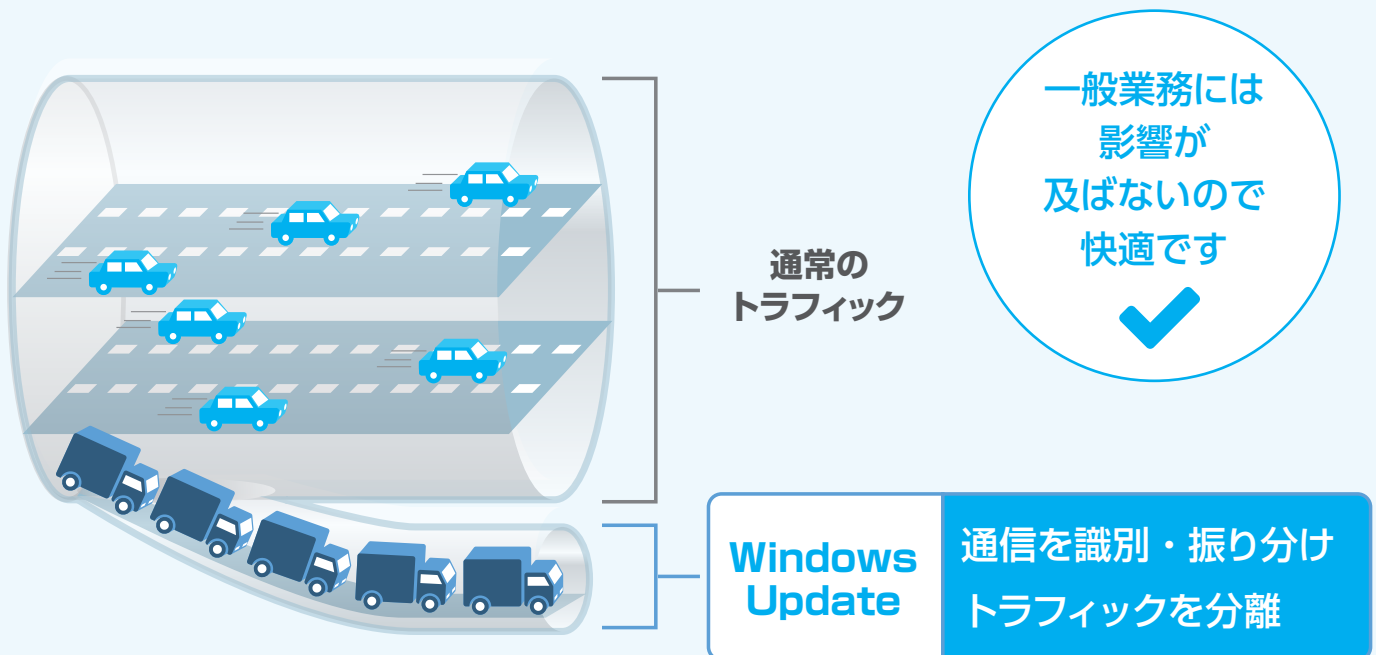 一般業務には
影響が
及ばないので
快適です
通常の
トラフィック
Windows
Update
通信を識別・振り分け
トラフィックを分離